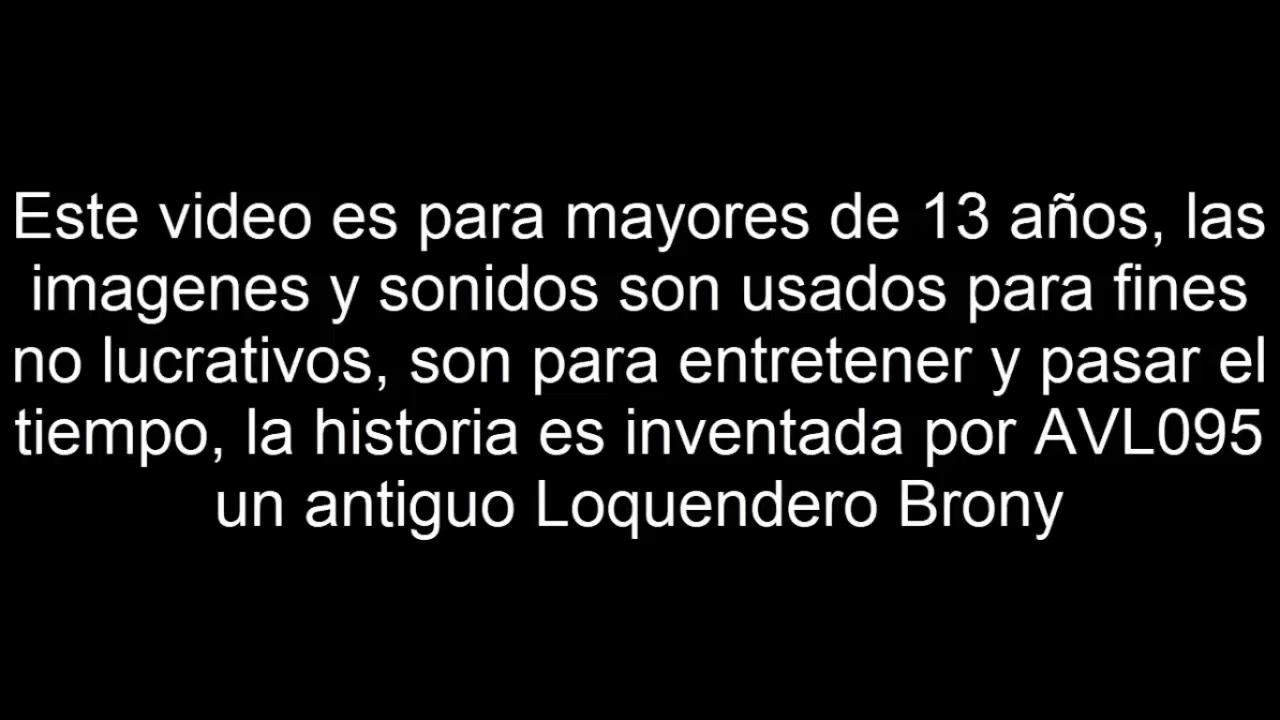 Este video es para mayores de 13 años, las
imagenes y sonidos son usados para fines
no lucrativos, son para entretener y pasar el
tiempo, la historia es inventada por AVL095
un antiguo Loquendero Brony